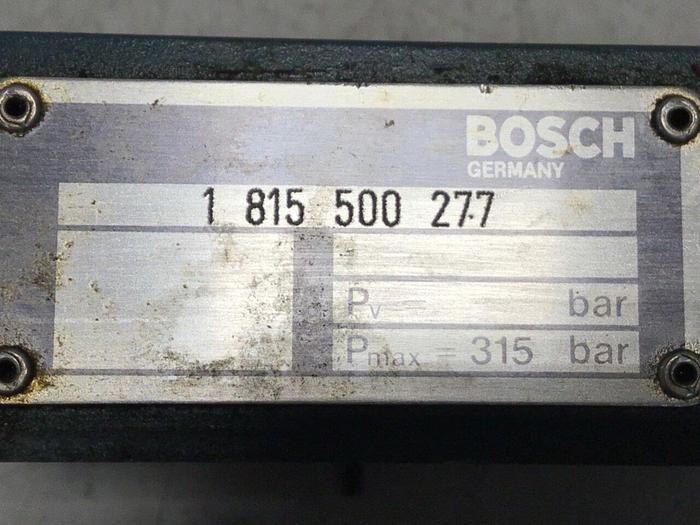 BOSCH
GERMANY
1 815 500 277
Pv = bar
Pmax = 315 bar